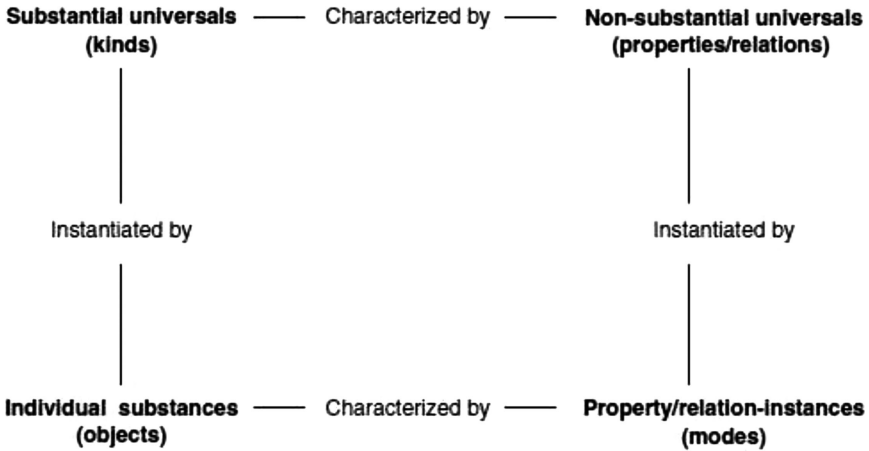 Substantial universals Characterized by Non-substantial universals
(kinds) (properties/relations)
Instantiated by Instantiated by
Individual substances Characterized by Property/relation-instances
(objects) (modes)